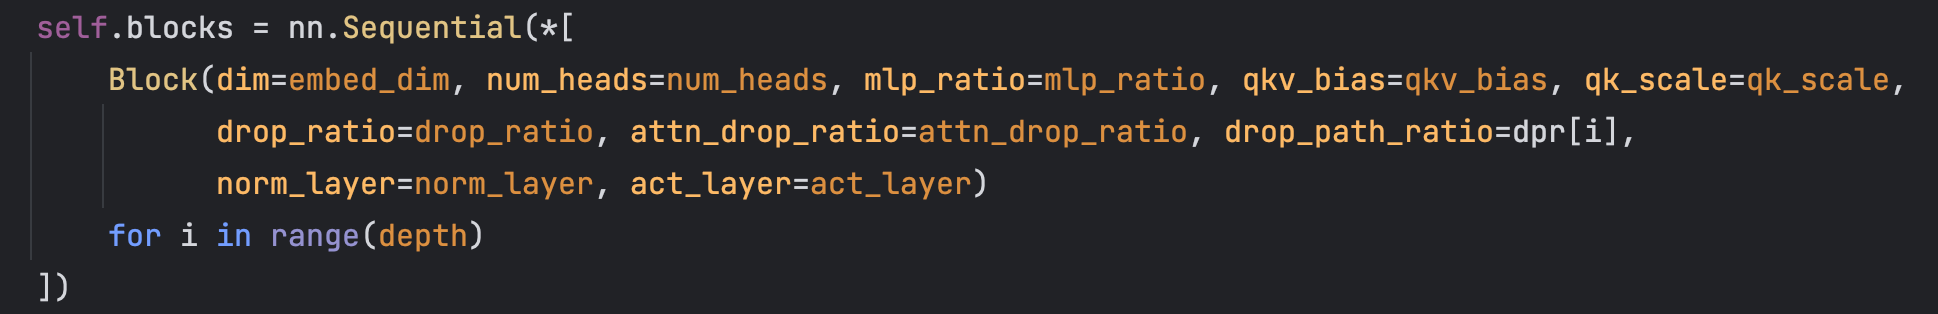 self.blocks = nn.Sequential(*[
    Block(dim=embed_dim, num_heads=num_heads, mlp_ratio=mlp_ratio, qkv_bias=qkv_bias, qk_scale=qk_scale,
          drop_ratio=drop_ratio, attn_drop_ratio=attn_drop_ratio, drop_path_ratio=dpr[i],
          norm_layer=norm_layer, act_layer=act_layer)
    for i in range(depth)
])